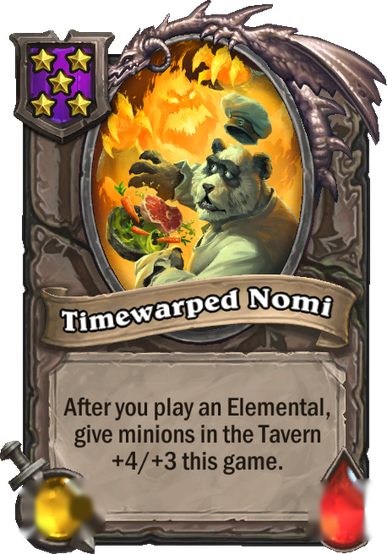 Timewarped Nomi
After you play an Elemental,
give minions in the Tavern
+4/+3 this game.